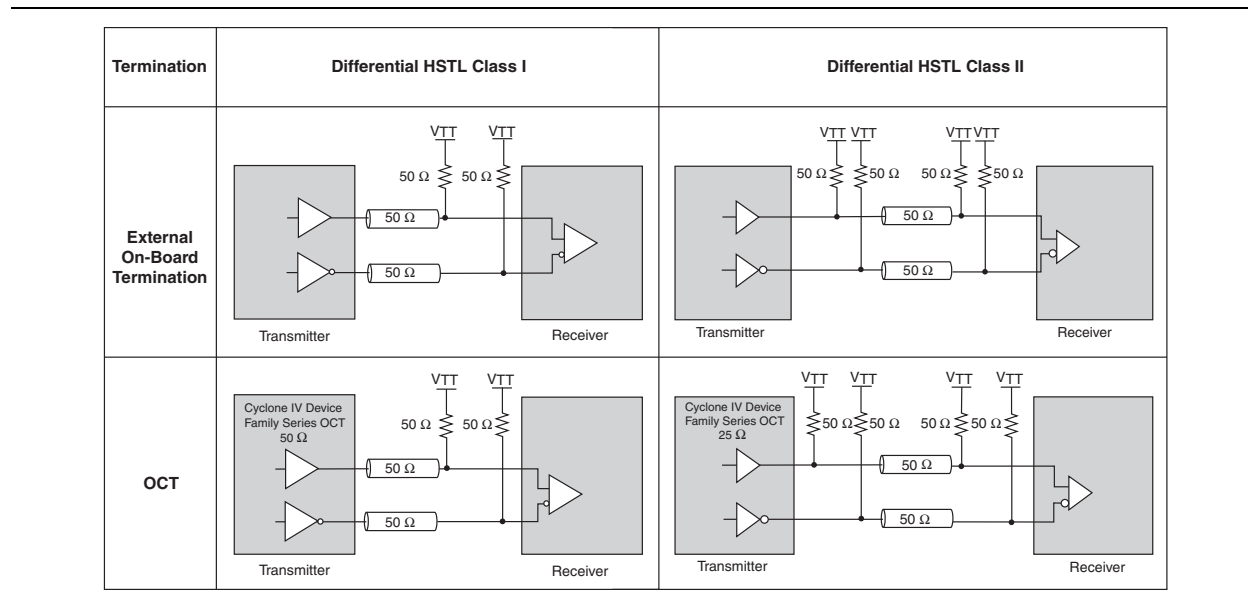 Termination
Differential HSTL Class I
Differential HSTL Class II
External
On-Board
Termination
VTT VTT
50 Ω 50 Ω
50 Ω
50 Ω
Transmitter
Receiver
VTT VTT VTT VTT
50 Ω 50 Ω 50 Ω 50 Ω
50 Ω
50 Ω
Transmitter
Receiver
OCT
Cyclone IV Device
Family Series OCT
50 Ω
VTT VTT
50 Ω 50 Ω
50 Ω
50 Ω
Transmitter
Receiver
Cyclone IV Device
Family Series OCT
25 Ω
VTT VTT VTT VTT
50 Ω 50 Ω 50 Ω 50 Ω
50 Ω
50 Ω
Transmitter
Receiver